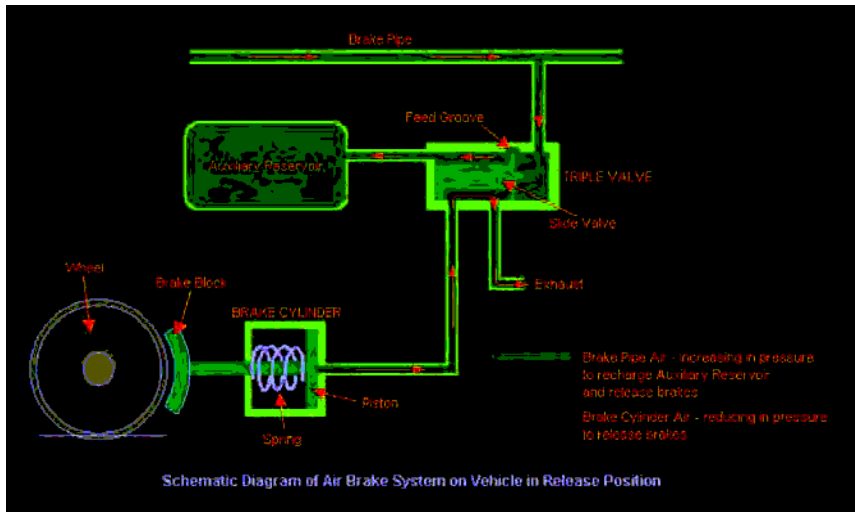 Brake Pipe
Feed Groove
Auxiliary Reservoir
TRIPLE VALVE
Slide Valve
Wheel
Brake Block
Exhaust
BRAKE CYLINDER
Brake Pipe Air - increasing in pressure
to recharge Auxiliary Reservoir
and release brakes
Piston
Brake Cylinder Air - reducing in pressure
to release brakes
Spring
Schematic Diagram of Air Brake System on Vehicle in Release Position